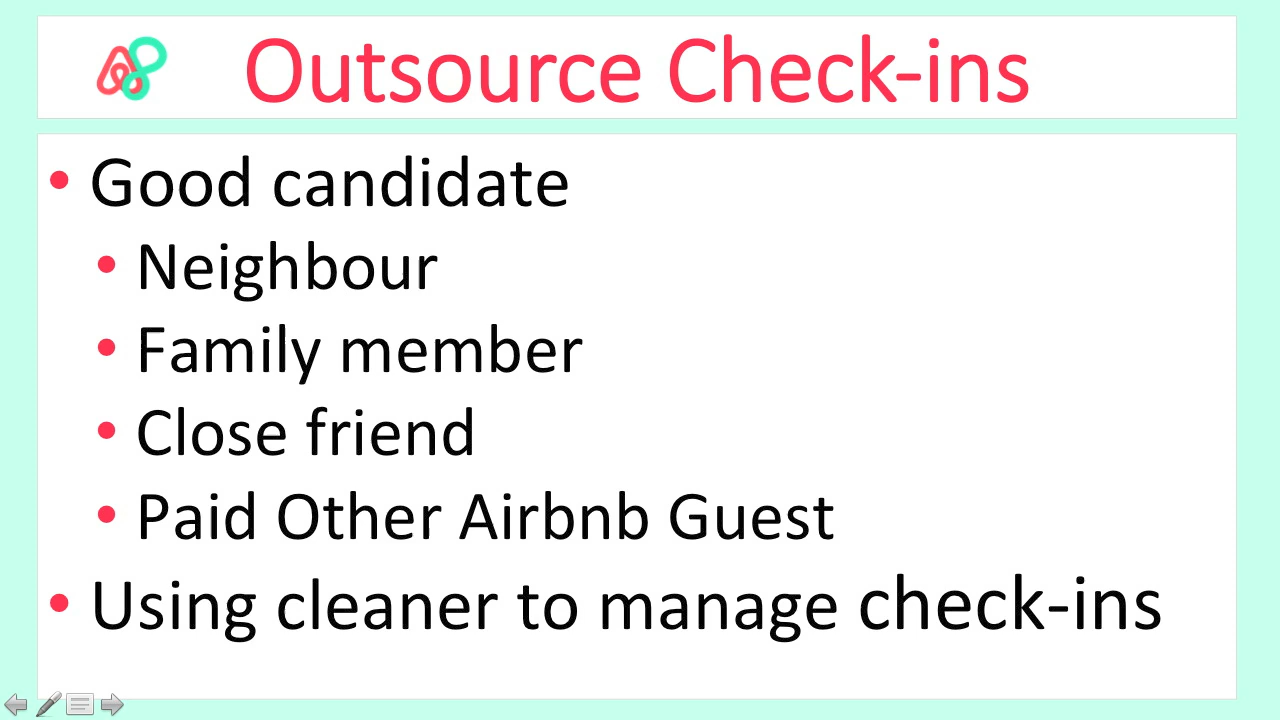 Outsource Check-ins
• Good candidate
• Neighbour
• Family member
• Close friend
• Paid Other Airbnb Guest
• Using cleaner to manage check-ins